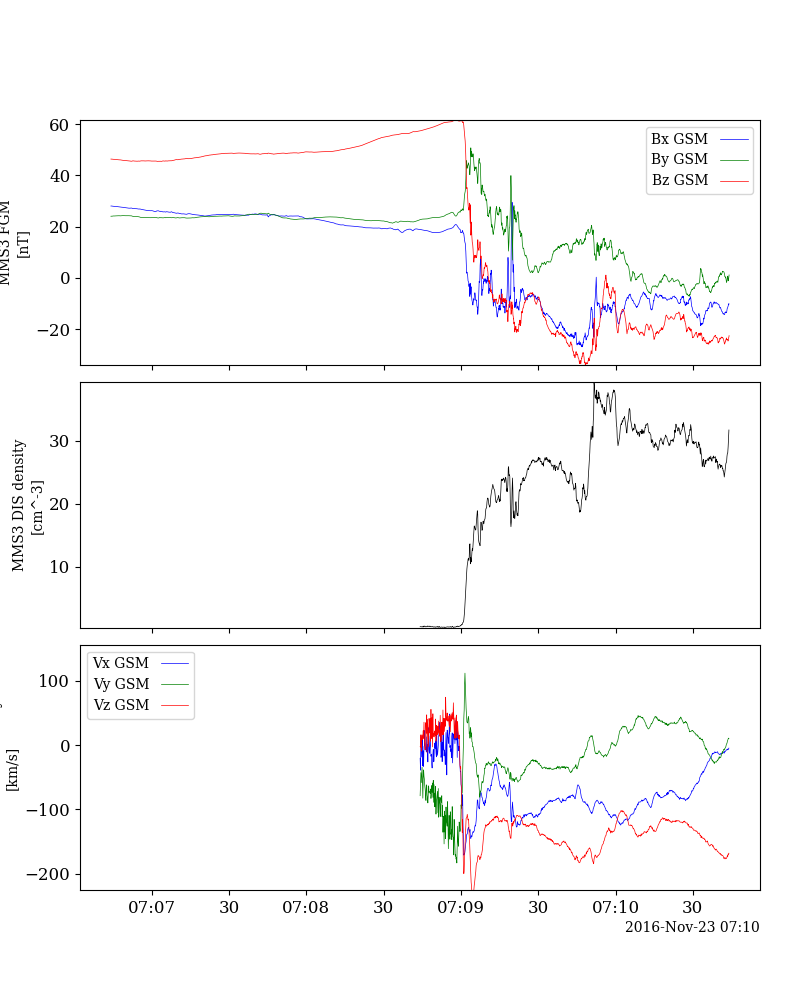 60
40
20
0
−20
MMS3 FGM
[nT]
Bx GSM
By GSM
Bz GSM
30
20
10
MMS3 DIS density
[cm^-3]
100
0
−100
−200
[km/s]
Vx GSM
Vy GSM
Vz GSM
07:07 30 07:08 30 07:09 30 07:10 30
2016-Nov-23 07:10